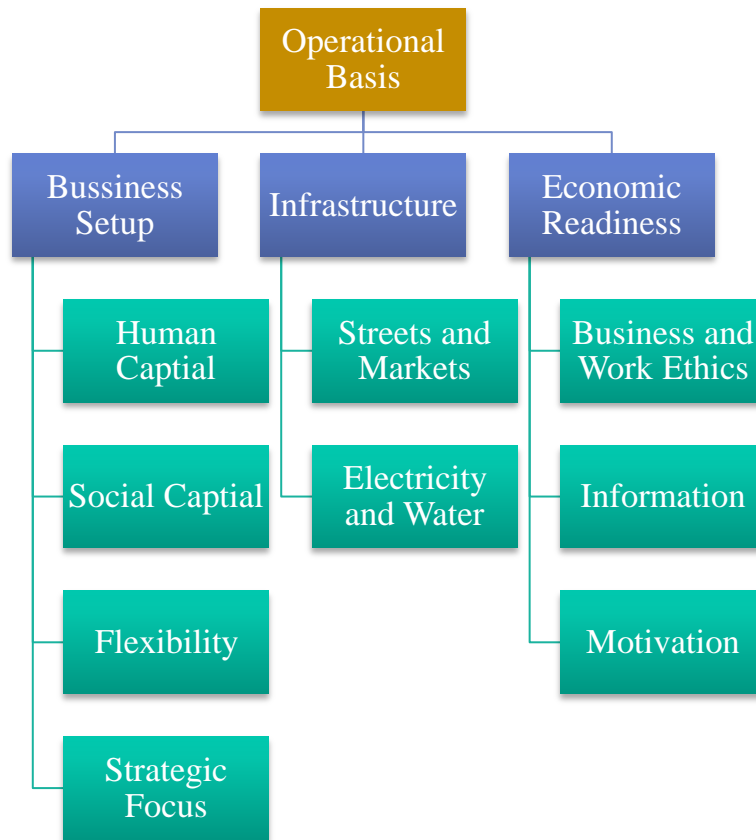 Operational
Basis
Bussiness
Setup
Infrastructure
Economic
Readiness
Human
Captial
Social Captial
Flexibility
Strategic
Focus
Streets and
Markets
Electricity
and Water
Business and
Work Ethics
Information
Motivation